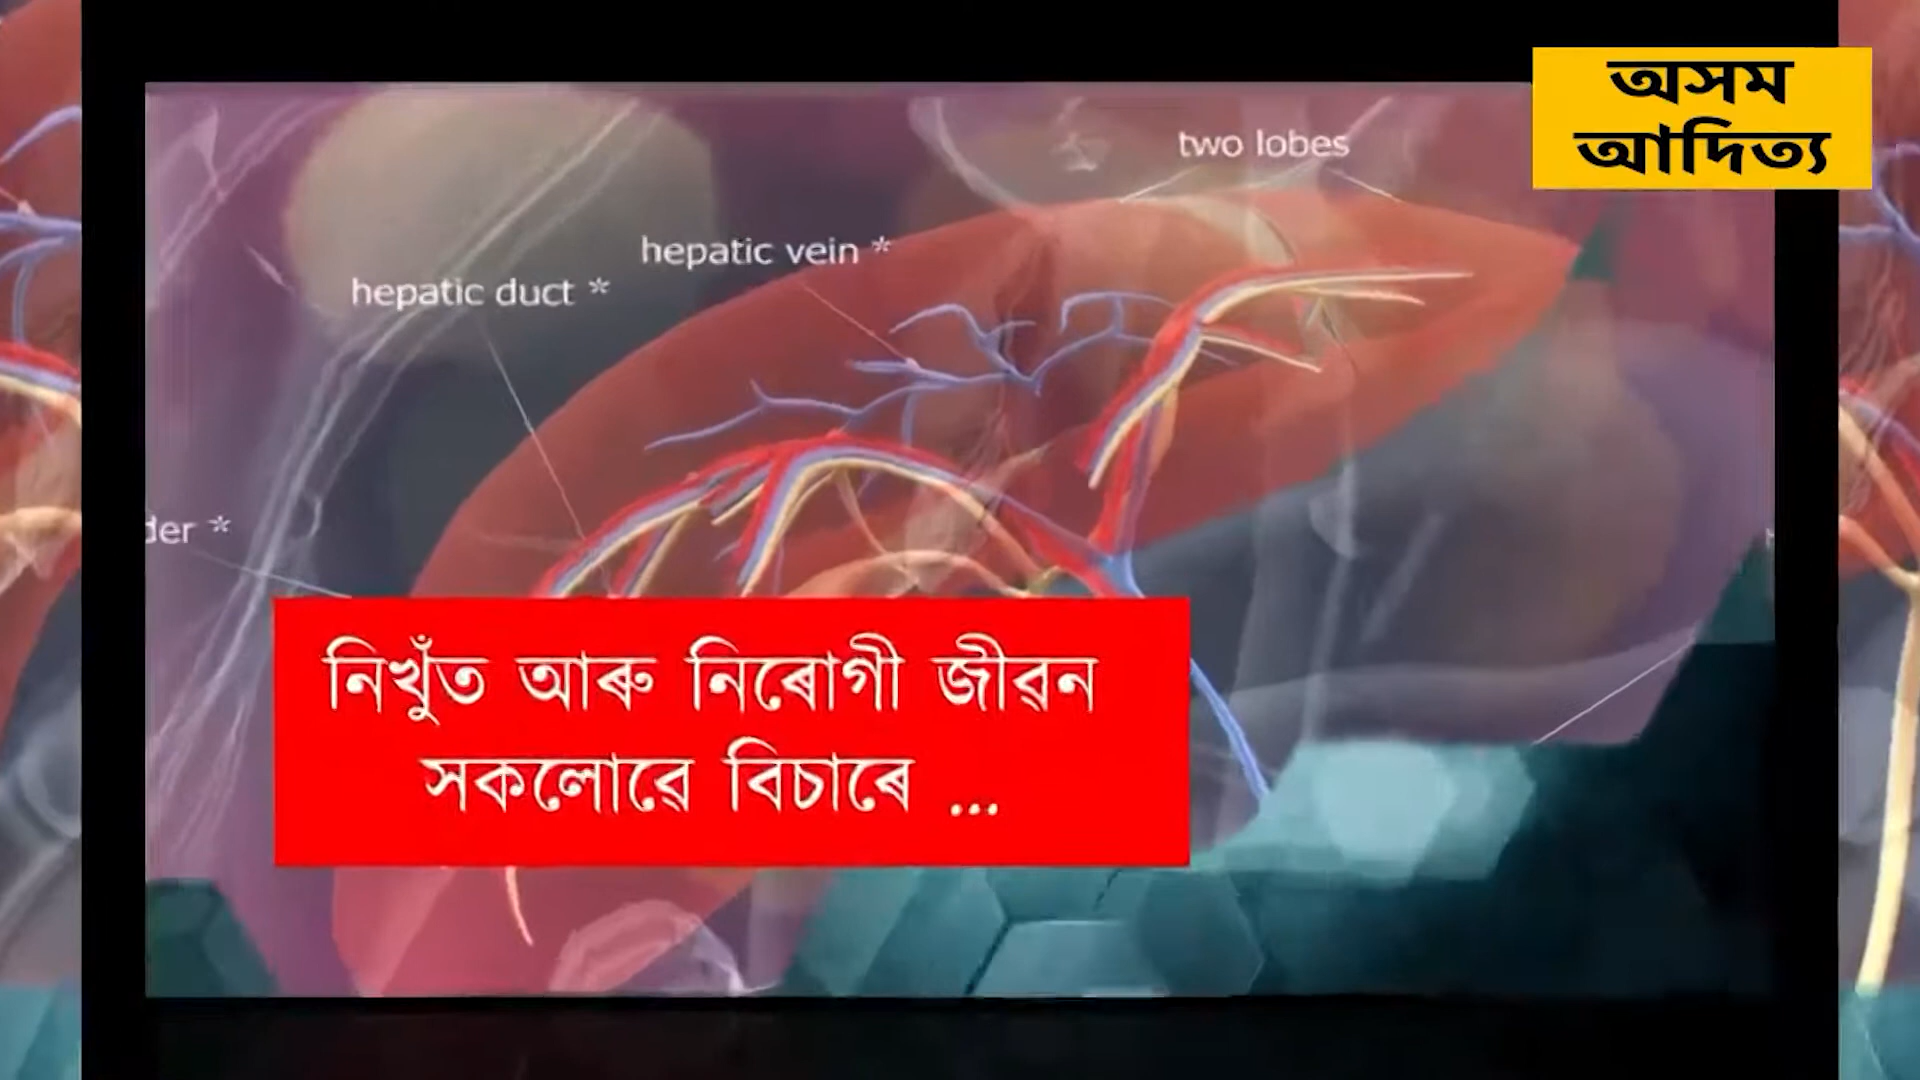 অসম
আদিত্য
two lobes
hepatic vein *
hepatic duct *
der *
নিখুঁত আৰু নিৰোগী জীৱন
সকলোৱে বিচাৰে ...